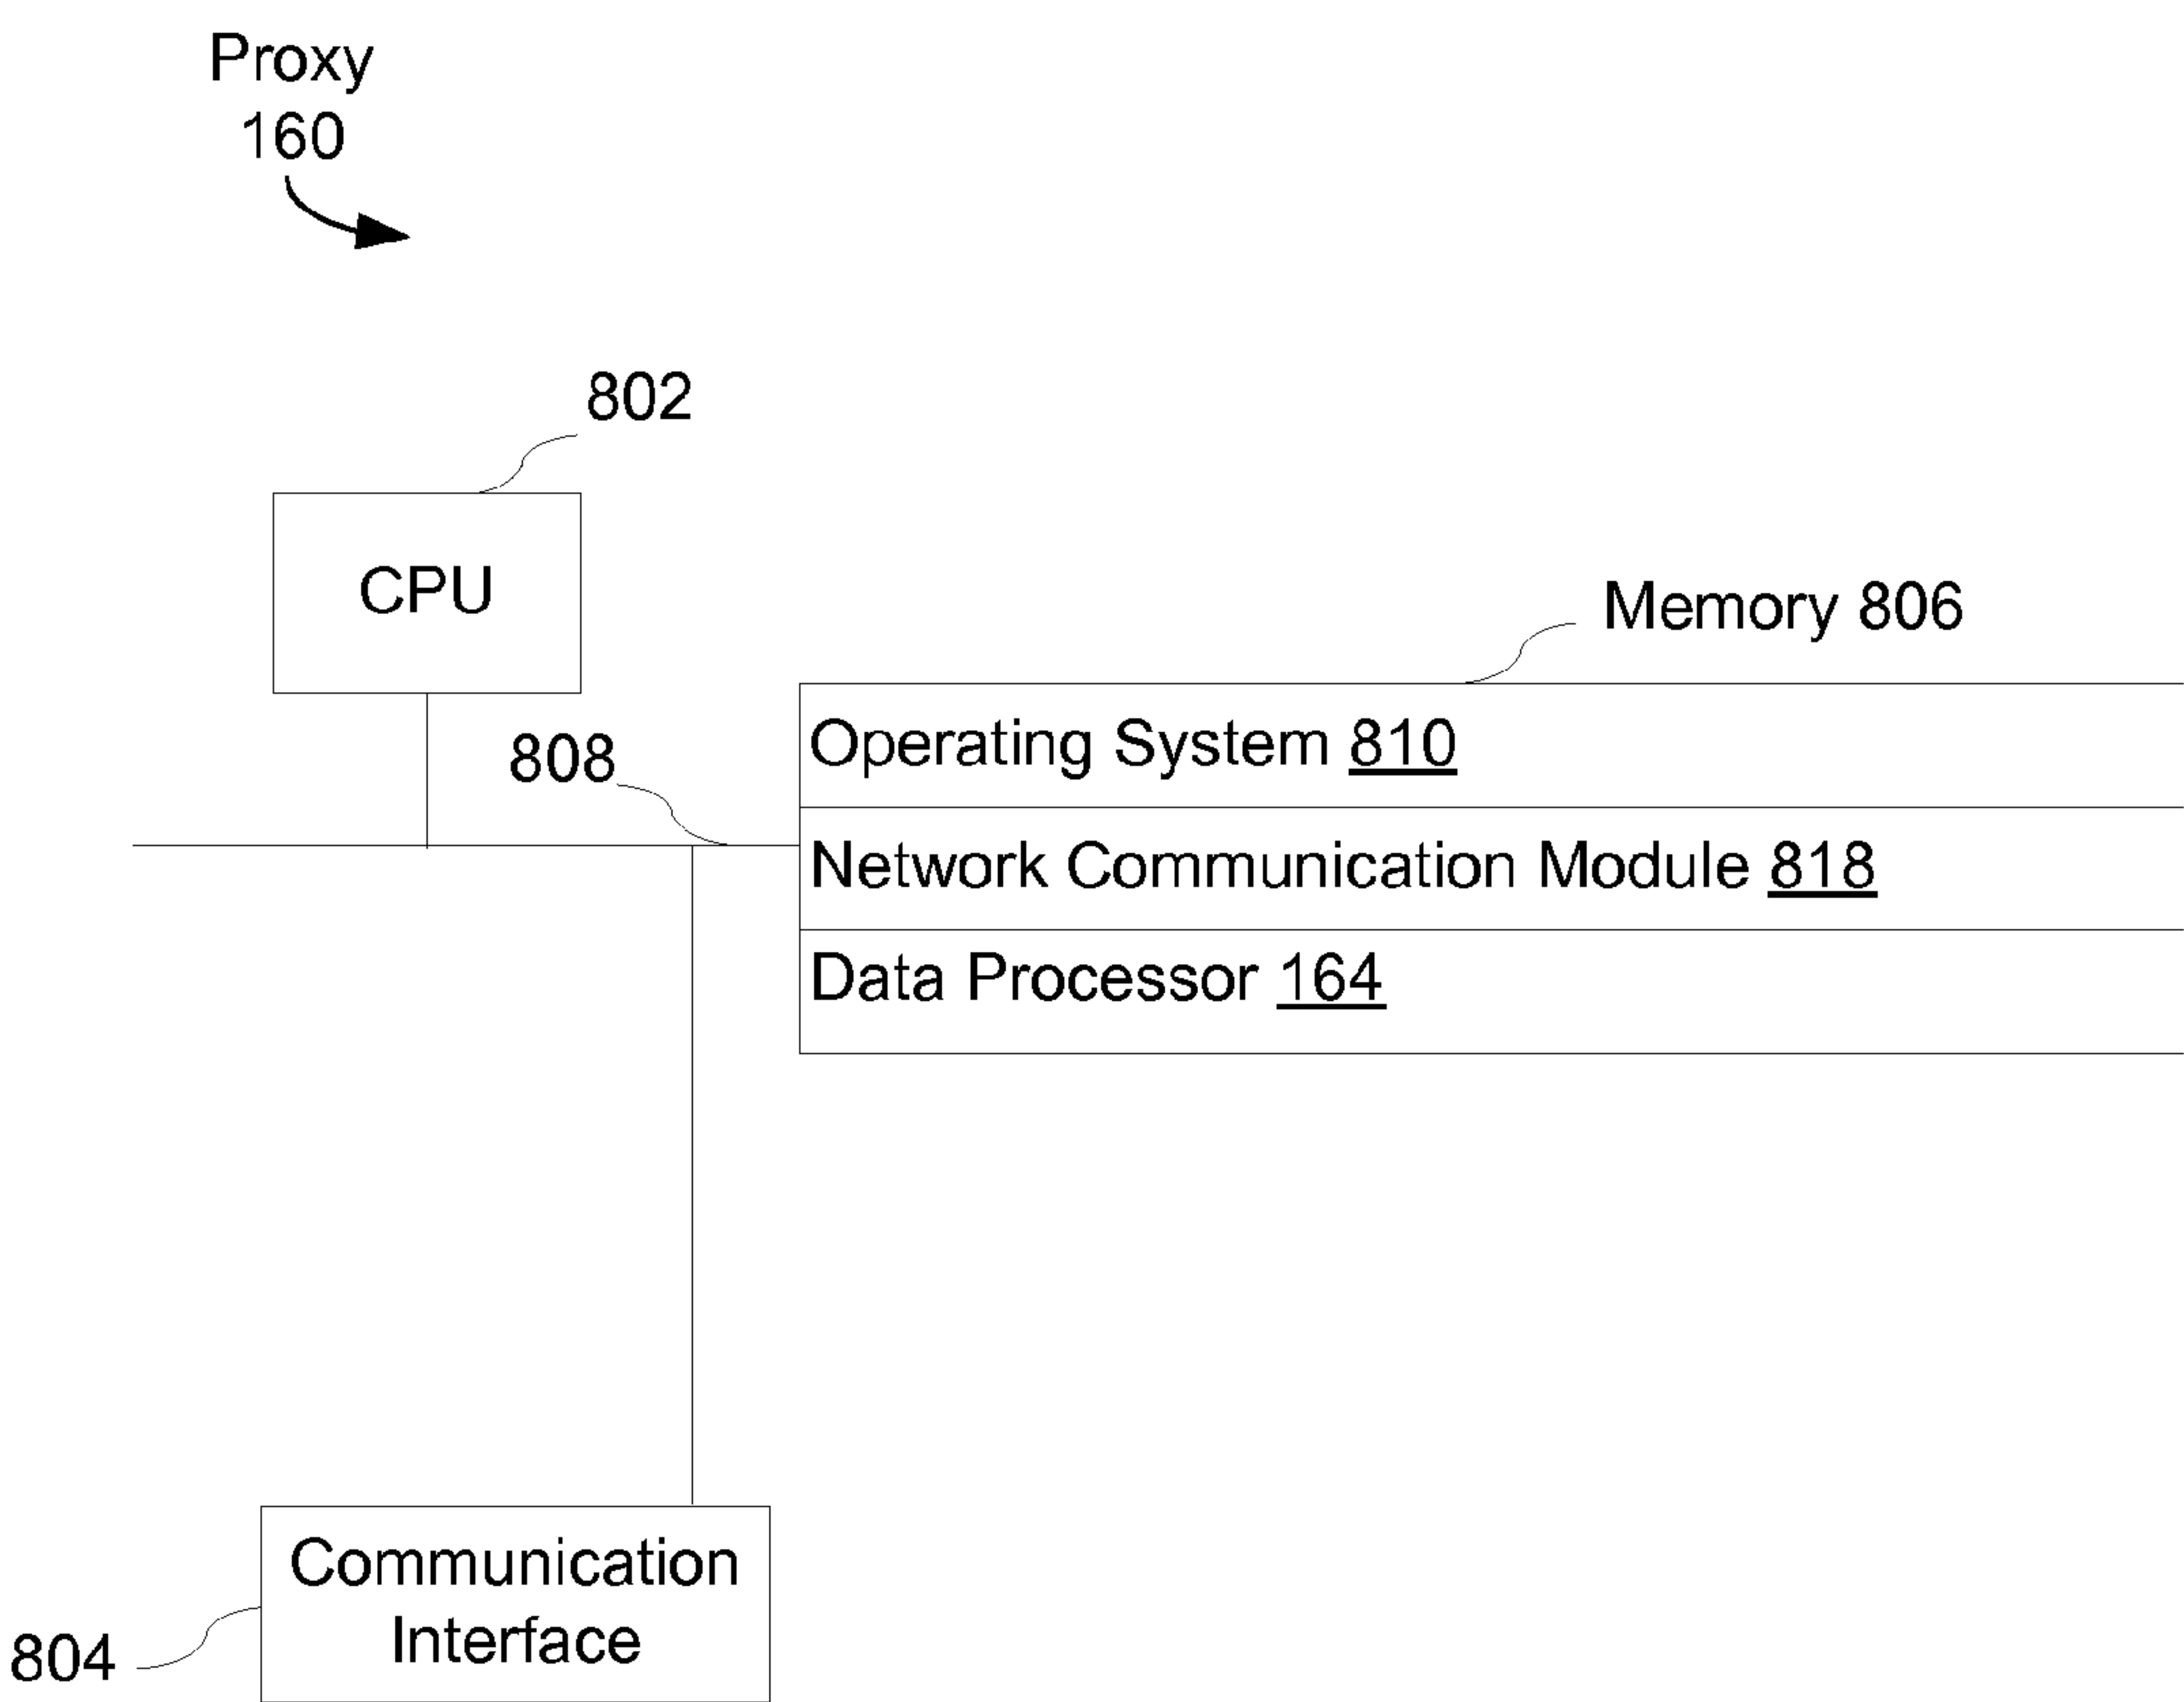 Proxy
160
802
CPU
Memory 806
808
Operating System 810
Network Communication Module 818
Data Processor 164
Communication
Interface
804